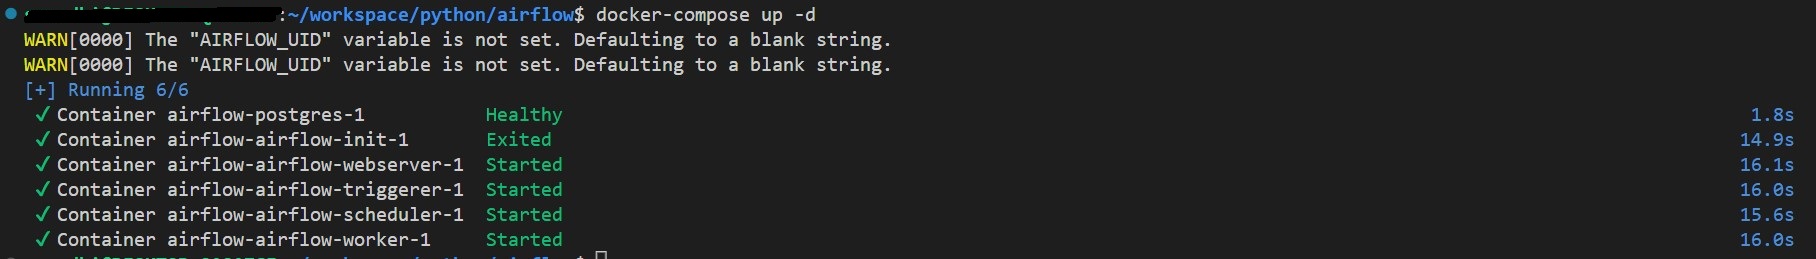 :~/workspace/python/airflow$ docker-compose up -d
WARN[0000] The "AIRFLOW_UID" variable is not set. Defaulting to a blank string.
WARN[0000] The "AIRFLOW_UID" variable is not set. Defaulting to a blank string.
[+] Running 6/6
✓ Container airflow-postgres-1 Healthy 1.8s
✓ Container airflow-airflow-init-1 Exited 14.9s
✓ Container airflow-airflow-webserver-1 Started 16.1s
✓ Container airflow-airflow-triggerer-1 Started 16.0s
✓ Container airflow-airflow-scheduler-1 Started 15.6s
✓ Container airflow-airflow-worker-1 Started 16.0s